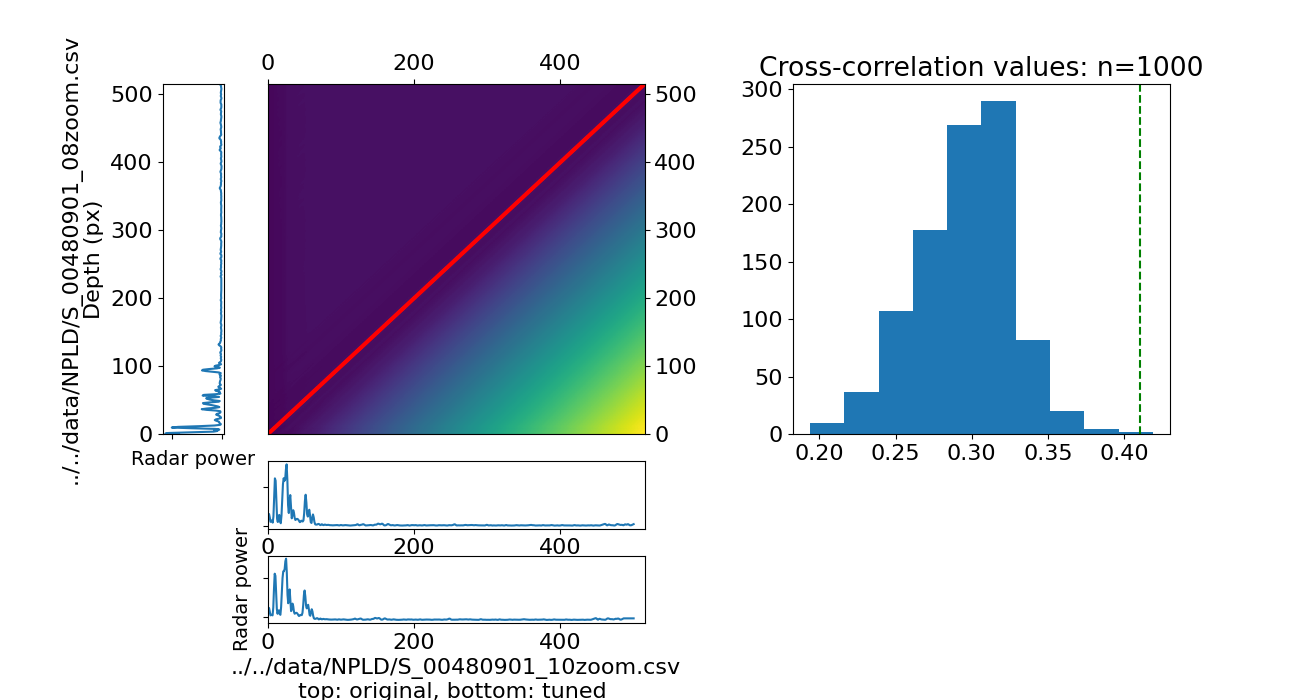 ../../data/NPLD/S_00480901_08zoom.csv
Depth (px)
500
400
300
200
100
0
Radar power
0 200 400
500
400
300
200
100
0
0 200 400
Radar power
0 200 400
../../data/NPLD/S_00480901_10zoom.csv
top: original, bottom: tuned
Cross-correlation values: n=1000
300
250
200
150
100
50
0
0.20 0.25 0.30 0.35 0.40